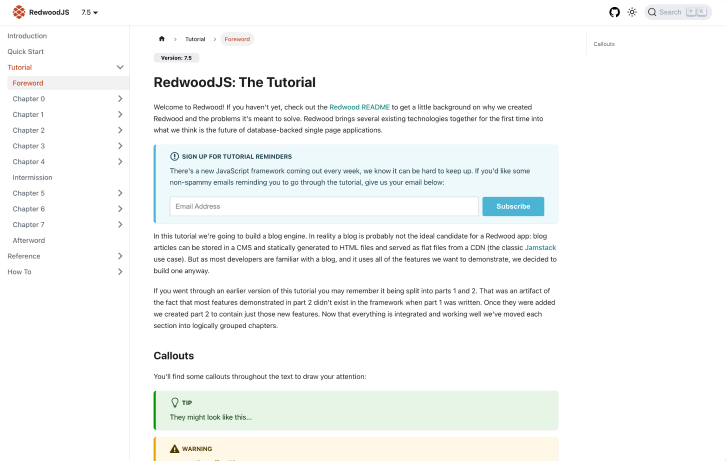 RedwoodJS
7.5
Search
Introduction
Quick Start
Tutorial
Foreword
Chapter 0
Chapter 1
Chapter 2
Chapter 3
Chapter 4
Intermission
Chapter 5
Chapter 6
Chapter 7
Afterword
Reference
How To
Tutorial
Foreword
Version: 7.5
RedwoodJS: The Tutorial
Welcome to Redwood! If you haven't yet, check out the Redwood README to get a little background on why we created
Redwood and the problems it's meant to solve. Redwood brings several existing technologies together for the first time into
what we think is the future of database-backed single page applications.
SIGN UP FOR TUTORIAL REMINDERS
There's a new JavaScript framework coming out every week, we know it can be hard to keep up. If you'd like some
non-spammy emails reminding you to go through the tutorial, give us your email below:
Email Address
Subscribe
In this tutorial we're going to build a blog engine. In reality a blog is probably not the ideal candidate for a Redwood app: blog
articles can be stored in a CMS and statically generated to HTML files and served as flat files from a CDN (the classic Jamstack
use case). But as most developers are familiar with a blog, and it uses all of the features we want to demonstrate, we decided to
build one anyway.
If you went through an earlier version of this tutorial you may remember it being split into parts 1 and 2. That was an artifact of
the fact that most features demonstrated in part 2 didn't exist in the framework when part 1 was written. Once they were added
we created part 2 to contain just those new features. Now that everything is integrated and working well we've moved each
section into logically grouped chapters.
Callouts
You'll find some callouts throughout the text to draw your attention:
TIP
They might look like this...
WARNING
Callouts